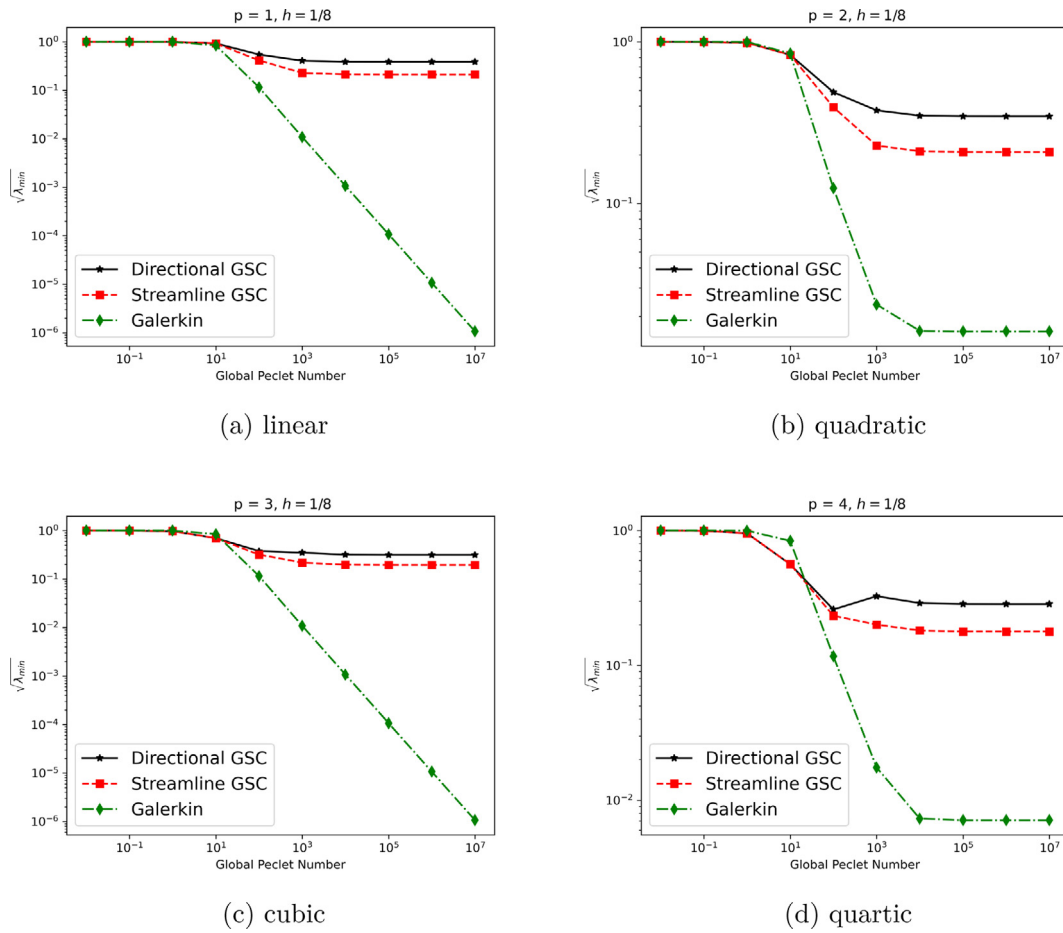 p = 1, h = 1/8
10⁰
10⁻¹
10⁻²
10⁻³
10⁻⁴
10⁻⁵
10⁻⁶
√λmin
Directional GSC
Streamline GSC
Galerkin
10⁻¹ 10¹ 10³ 10⁵ 10⁷
Global Peclet Number
(a) linear
p = 2, h = 1/8
10⁰
10⁻¹
√λmin
Directional GSC
Streamline GSC
Galerkin
10⁻¹ 10¹ 10³ 10⁵ 10⁷
Global Peclet Number
(b) quadratic
p = 3, h = 1/8
10⁰
10⁻¹
10⁻²
10⁻³
10⁻⁴
10⁻⁵
10⁻⁶
√λmin
Directional GSC
Streamline GSC
Galerkin
10⁻¹ 10¹ 10³ 10⁵ 10⁷
Global Peclet Number
(c) cubic
p = 4, h = 1/8
10⁰
10⁻¹
10⁻²
√λmin
Directional GSC
Streamline GSC
Galerkin
10⁻¹ 10¹ 10³ 10⁵ 10⁷
Global Peclet Number
(d) quartic